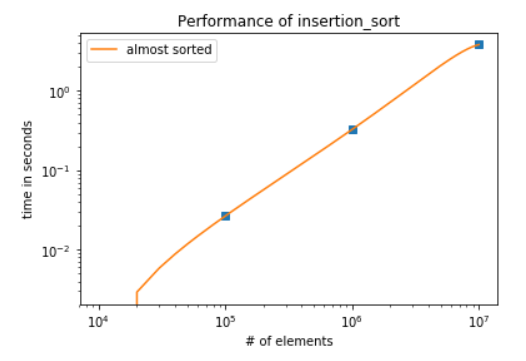 Performance of insertion_sort
almost sorted
time in seconds
10⁰
10⁻¹
10⁻²
10⁴
10⁵
10⁶
10⁷
# of elements